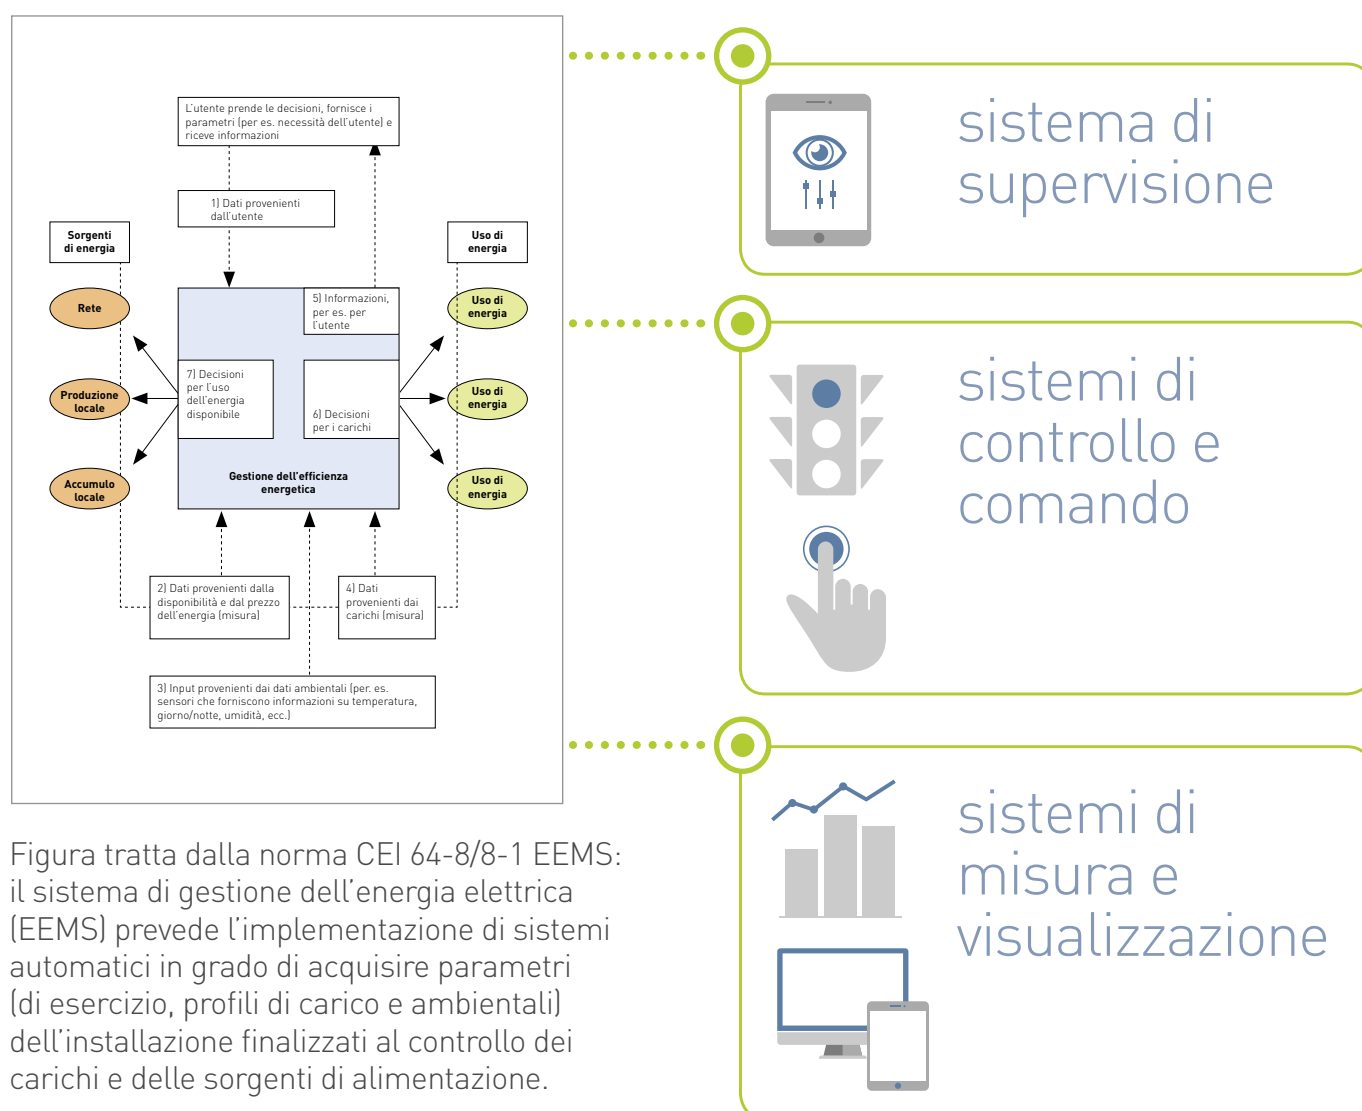 L'utente prende le decisioni, fornisce i
parametri (per es. necessità dell'utente) e
riceve informazioni
1) Dati provenienti
dall'utente
Sorgenti
di energia
Uso di
energia
Rete
5) Informazioni,
per es. per
l'utente
Uso di
energia
7) Decisioni
per l'uso
dell'energia
disponibile
Produzione
locale
6) Decisioni
per i carichi
Uso di
energia
Accumulo
locale
Gestione dell'efficienza
energetica
Uso di
energia
2) Dati provenienti dalla
disponibilità e dal prezzo
dell'energia (misura)
4) Dati
provenienti dai
carichi (misura)
3) Input provenienti dai dati ambientali (per. es.
sensori che forniscono informazioni su temperatura,
giorno/notte, umidità, ecc.)
Figura tratta dalla norma CEI 64-8/8-1 EEMS:
il sistema di gestione dell'energia elettrica
(EEMS) prevede l'implementazione di sistemi
automatici in grado di acquisire parametri
(di esercizio, profili di carico e ambientali)
dell'installazione finalizzati al controllo dei
carichi e delle sorgenti di alimentazione.
sistema di
supervisione
sistemi di
controllo e
comando
sistemi di
misura e
visualizzazione